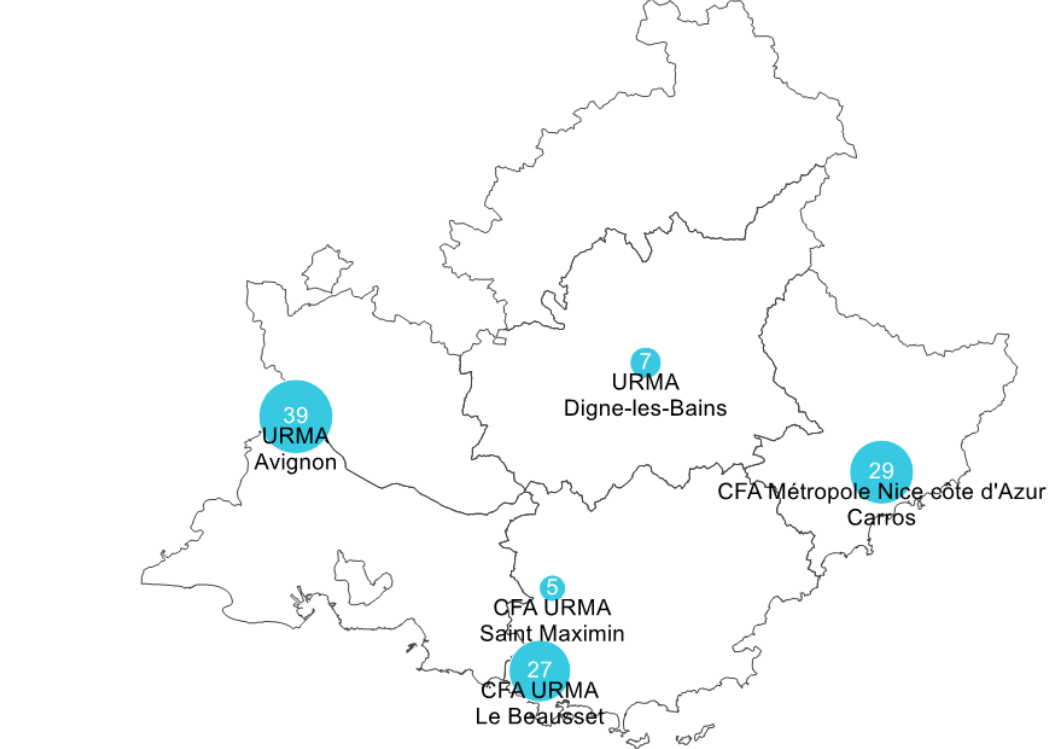 7
URMA
Digne-les-Bains
39
URMA
Avignon
29
CFA Métropole Nice côte d'Azur
Carros
5
CFA URMA
Saint Maximin
27
CFA URMA
Le Beausset